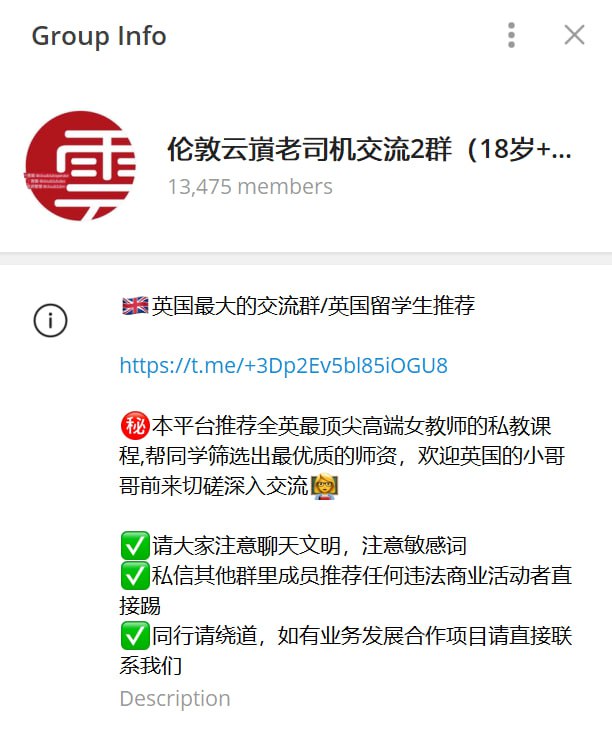 Group Info
伦敦云嵿老司机交流2群（18岁+...
13,475 members
🇬🇧英国最大的交流群/英国留学生推荐
https://t.me/+3Dp2Ev5bl85iOGU8
㊙️本平台推荐全英最顶尖高端女教师的私教课
程,帮同学筛选出最优质的师资，欢迎英国的小哥
哥前来切磋深入交流👩‍🏫
✅请大家注意聊天文明，注意敏感词
✅私信其他群里成员推荐任何违法商业活动者直
接踢
✅同行请绕道，如有业务发展合作项目请直接联
系我们
Description